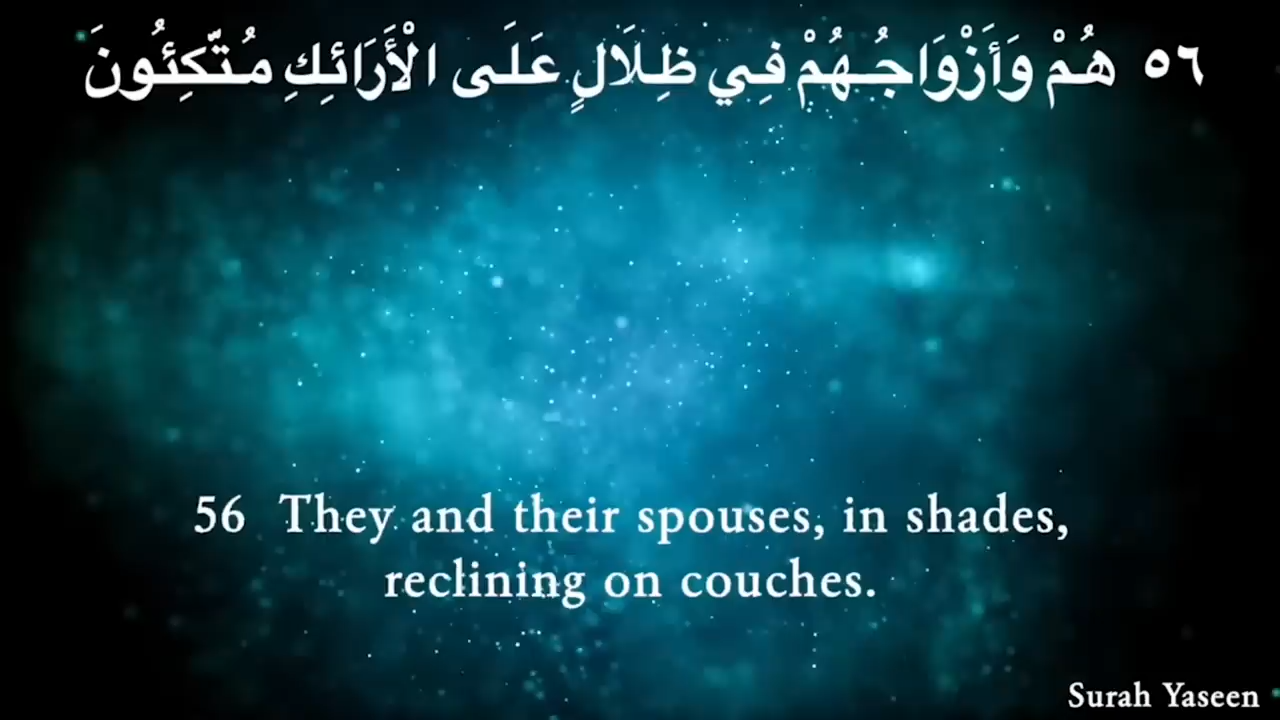 ٥٦ هُمْ وَأَزْوَاجُهُمْ فِي ظِلَالٍ عَلَى الْأَرَائِكِ مُتَّكِئُونَ
56 They and their spouses, in shades,
reclining on couches.
Surah Yaseen